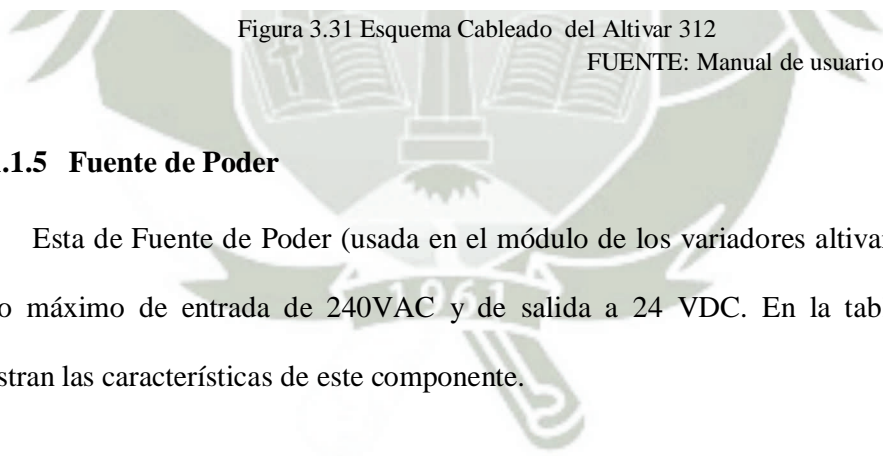 Figura 3.31 Esquema Cableado del Altivar 312
FUENTE: Manual de usuario
.1.5 Fuente de Poder
Esta de Fuente de Poder (usada en el módulo de los variadores altivar
máximo de entrada de 240VAC y de salida a 24 VDC. En la
las características de este componente.
1961